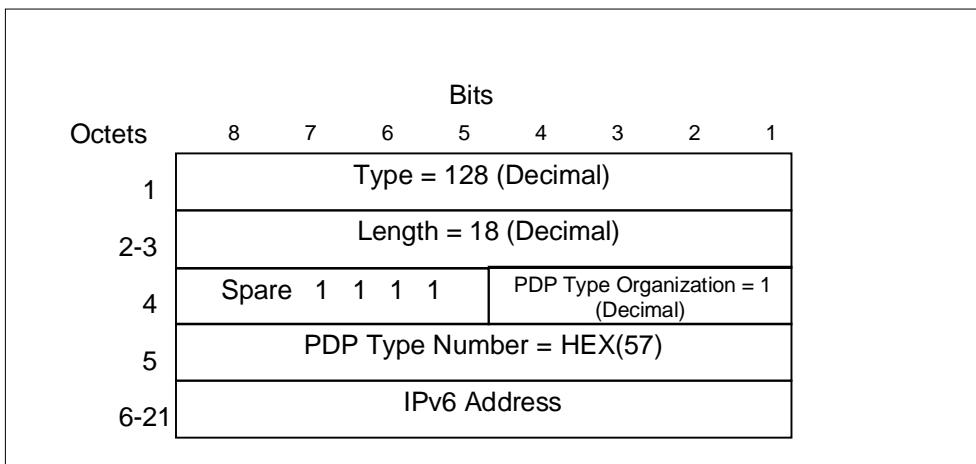 Bits
Octets 8 7 6 5 4 3 2 1
1 Type = 128 (Decimal)
2-3 Length = 18 (Decimal)
4 Spare 1 1 1 1 PDP Type Organization = 1
(Decimal)
5 PDP Type Number = HEX(57)
6-21 IPv6 Address